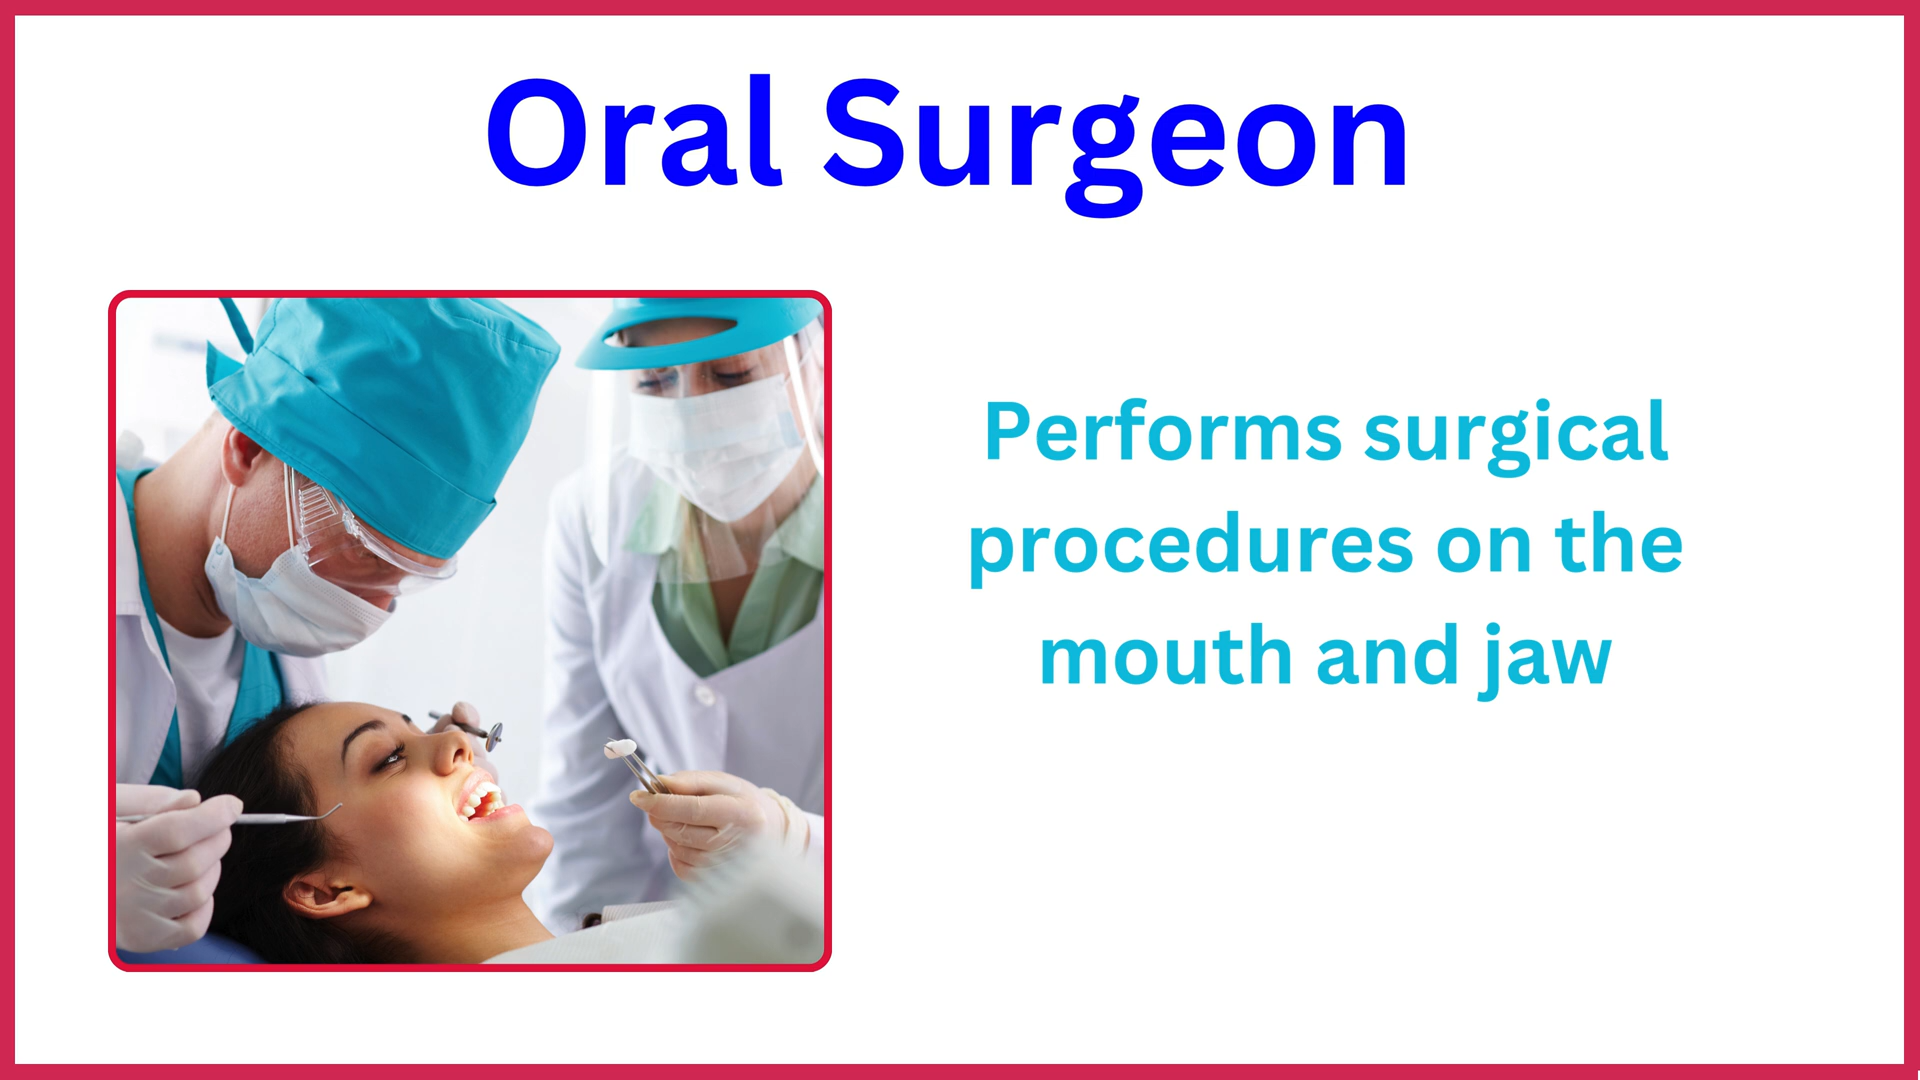 Oral Surgeon
Performs surgical
procedures on the
mouth and jaw